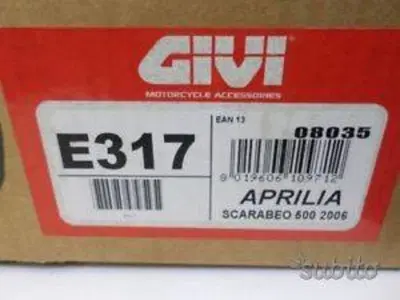 GIVI
MOTORCYCLE ACCESSORIES
EAN 13
08035
E317
8 019606 109712
APRILIA
SCARABEO 500 2006
subito